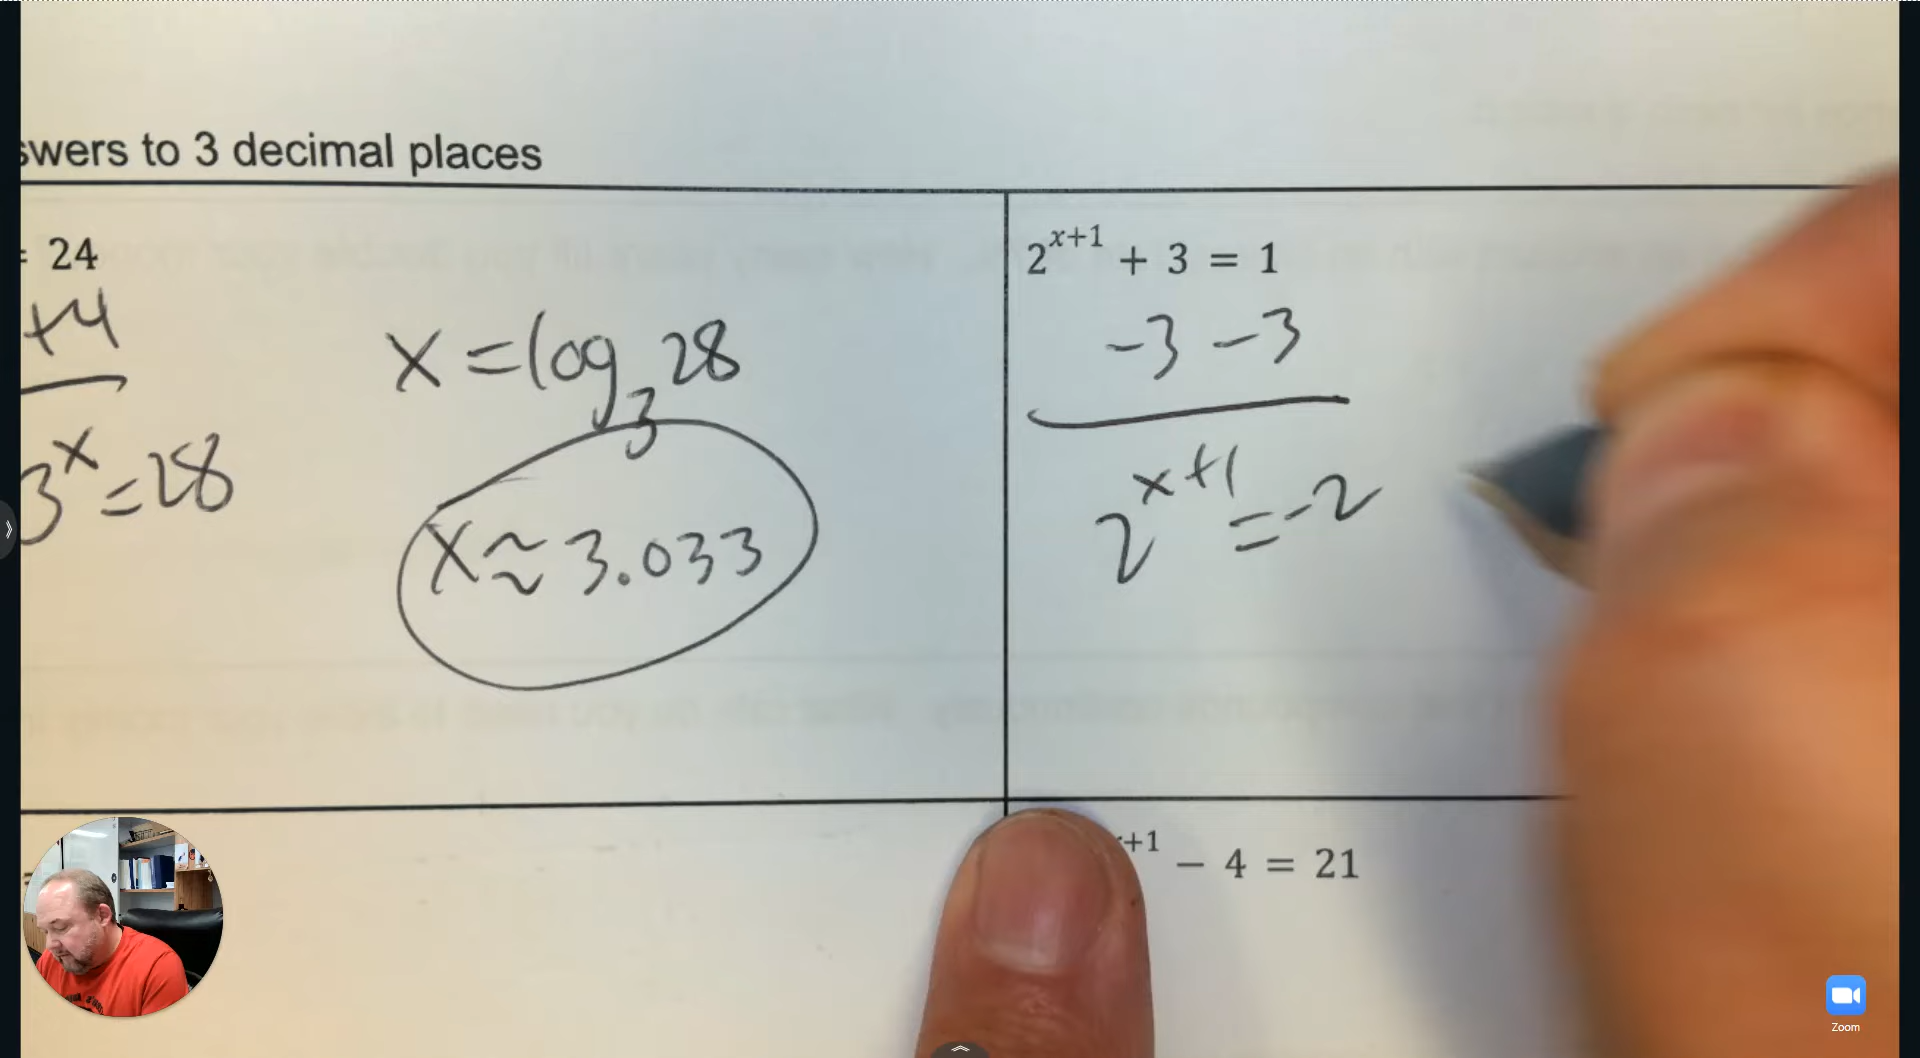 swers to 3 decimal places
= 24
+4
3^x = 28
x = log_3 28
x ≈ 3.033
2^{x+1} + 3 = 1
-3 -3
2^{x+1} = -2
+1 − 4 = 21
Zoom